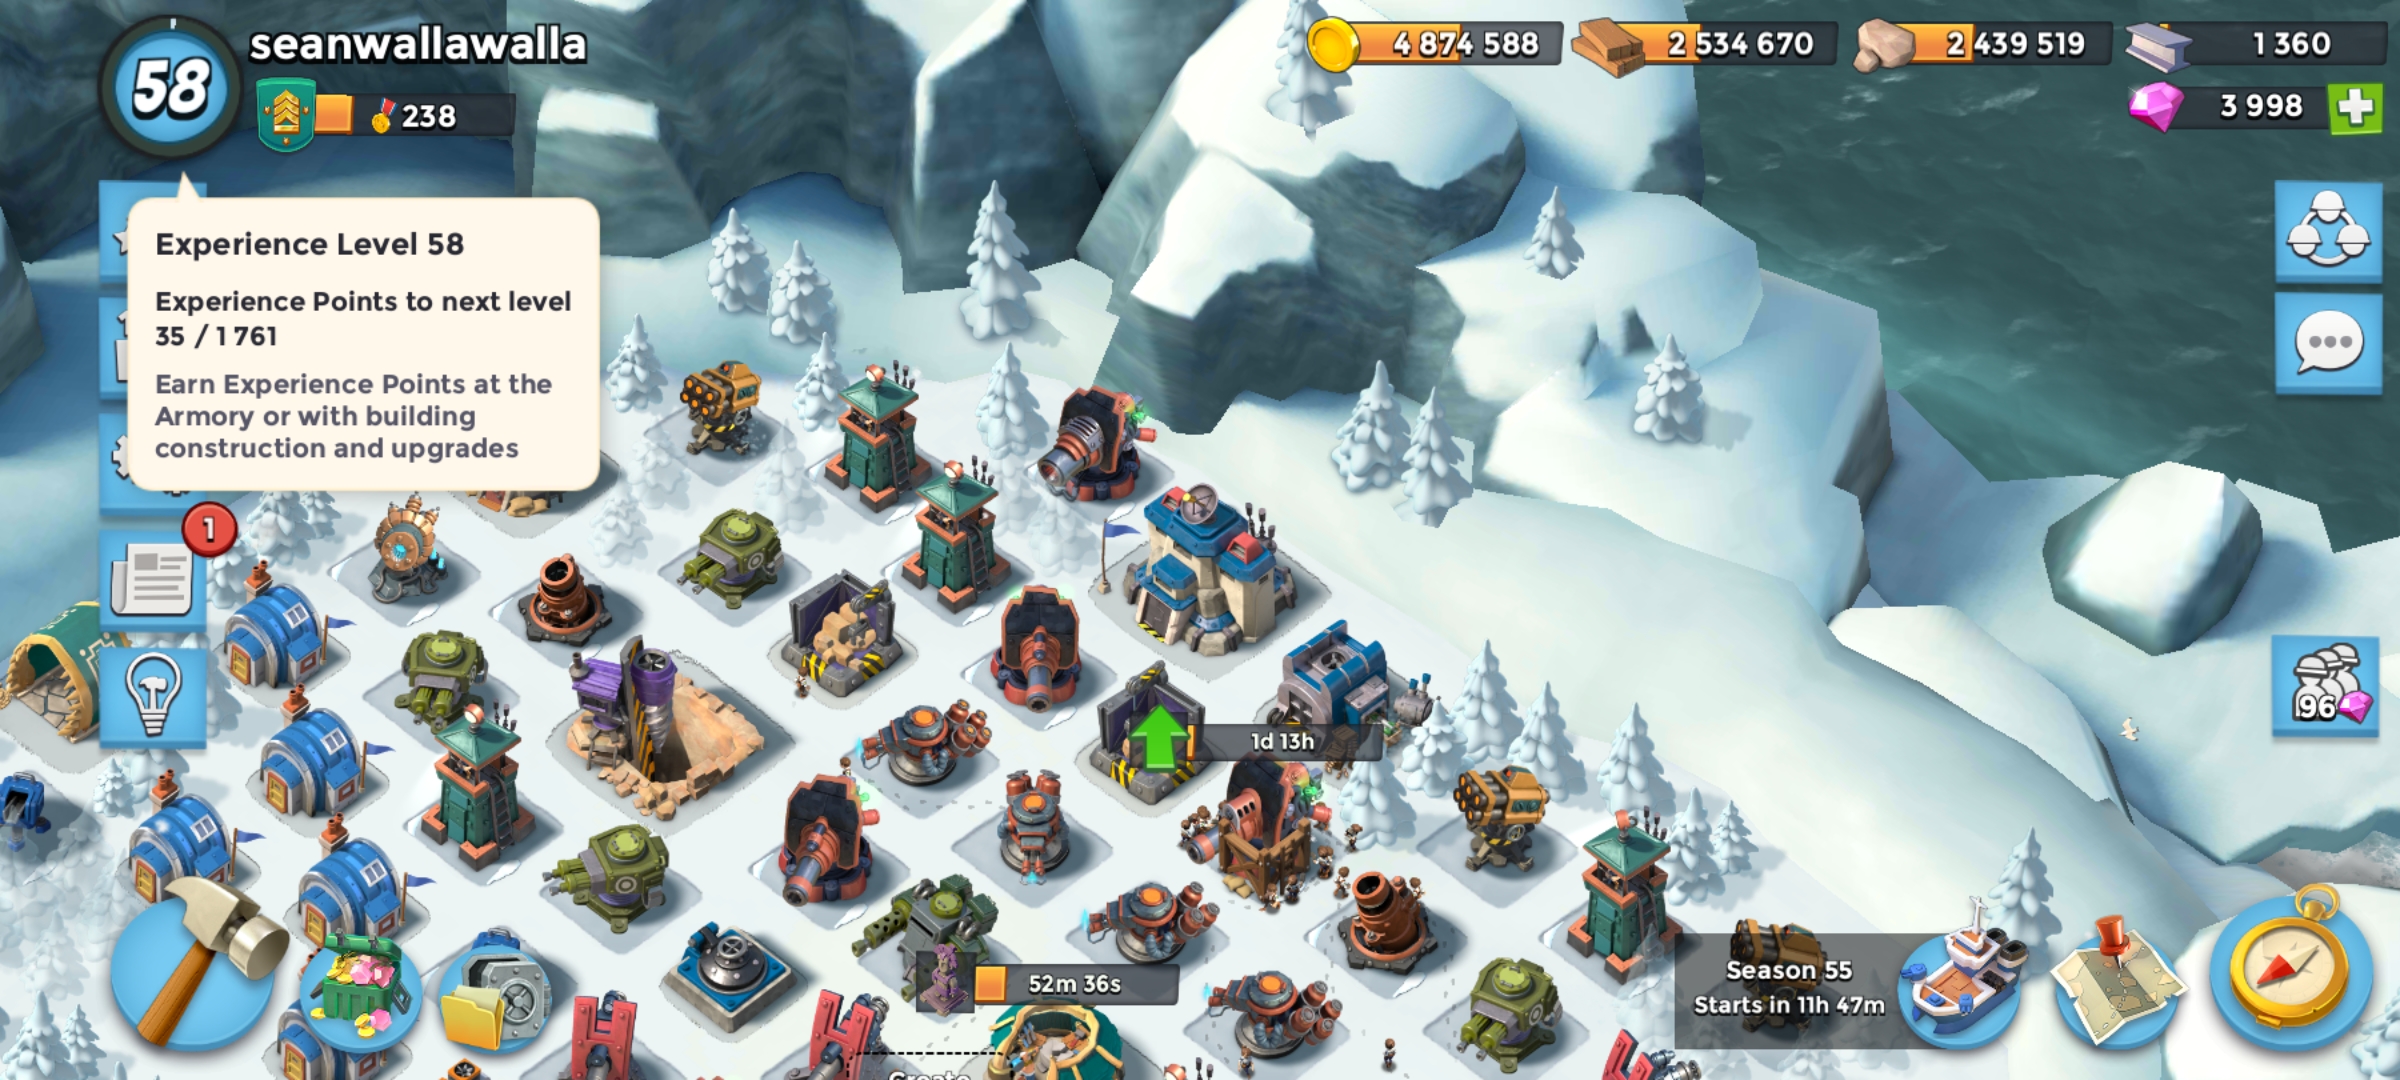 58
seanwallawalla
238
4 874 588
2 534 670
2 439 519
1 360
3 998
Experience Level 58
Experience Points to next level
35 / 1 761
Earn Experience Points at the
Armory or with building
construction and upgrades
1
96
1d 13h
52m 36s
Season 55
Starts in 11h 47m
Create